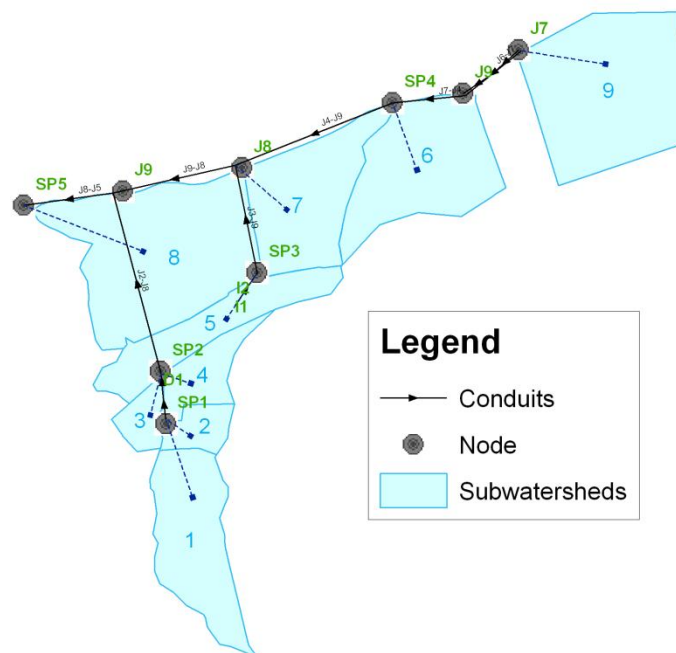 J7
J6-J7
J9
SP4
J7-J4
9
J4-J9
J8
6
J9-J8
J9
SP5
J8-J5
7
J3-J9
8
SP3
J2-J8
I2
I1
5
Legend
SP2
Conduits
O1
4
SP1
3
2
Node
Subwatersheds
1